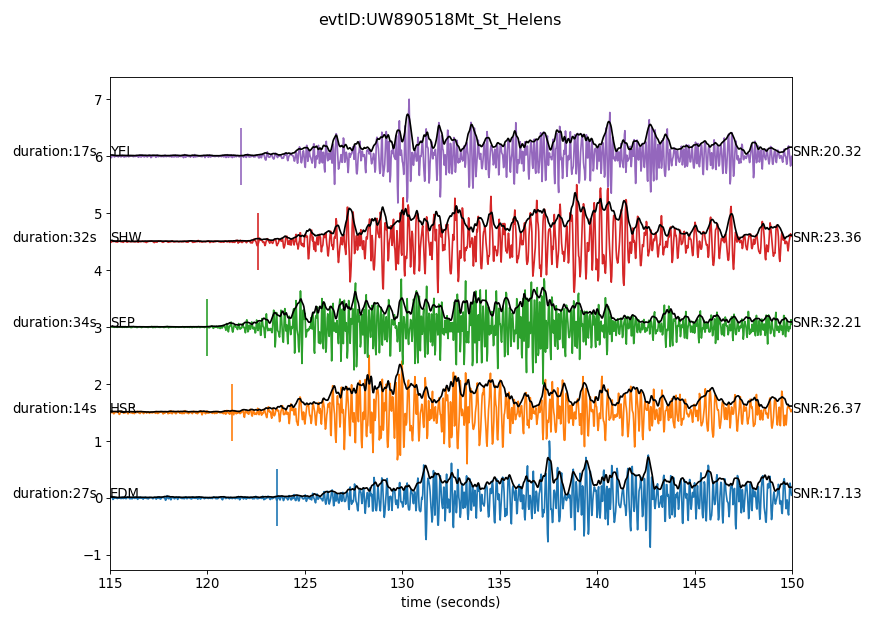 evtID:UW890518Mt_St_Helens
7
duration:17s YEL SNR:20.32
6
5
duration:32s SHW SNR:23.36
4
duration:34s SEP SNR:32.21
3
2
duration:14s HSR SNR:26.37
1
duration:27s EDM SNR:17.13
0
−1
115 120 125 130 135 140 145 150
time (seconds)